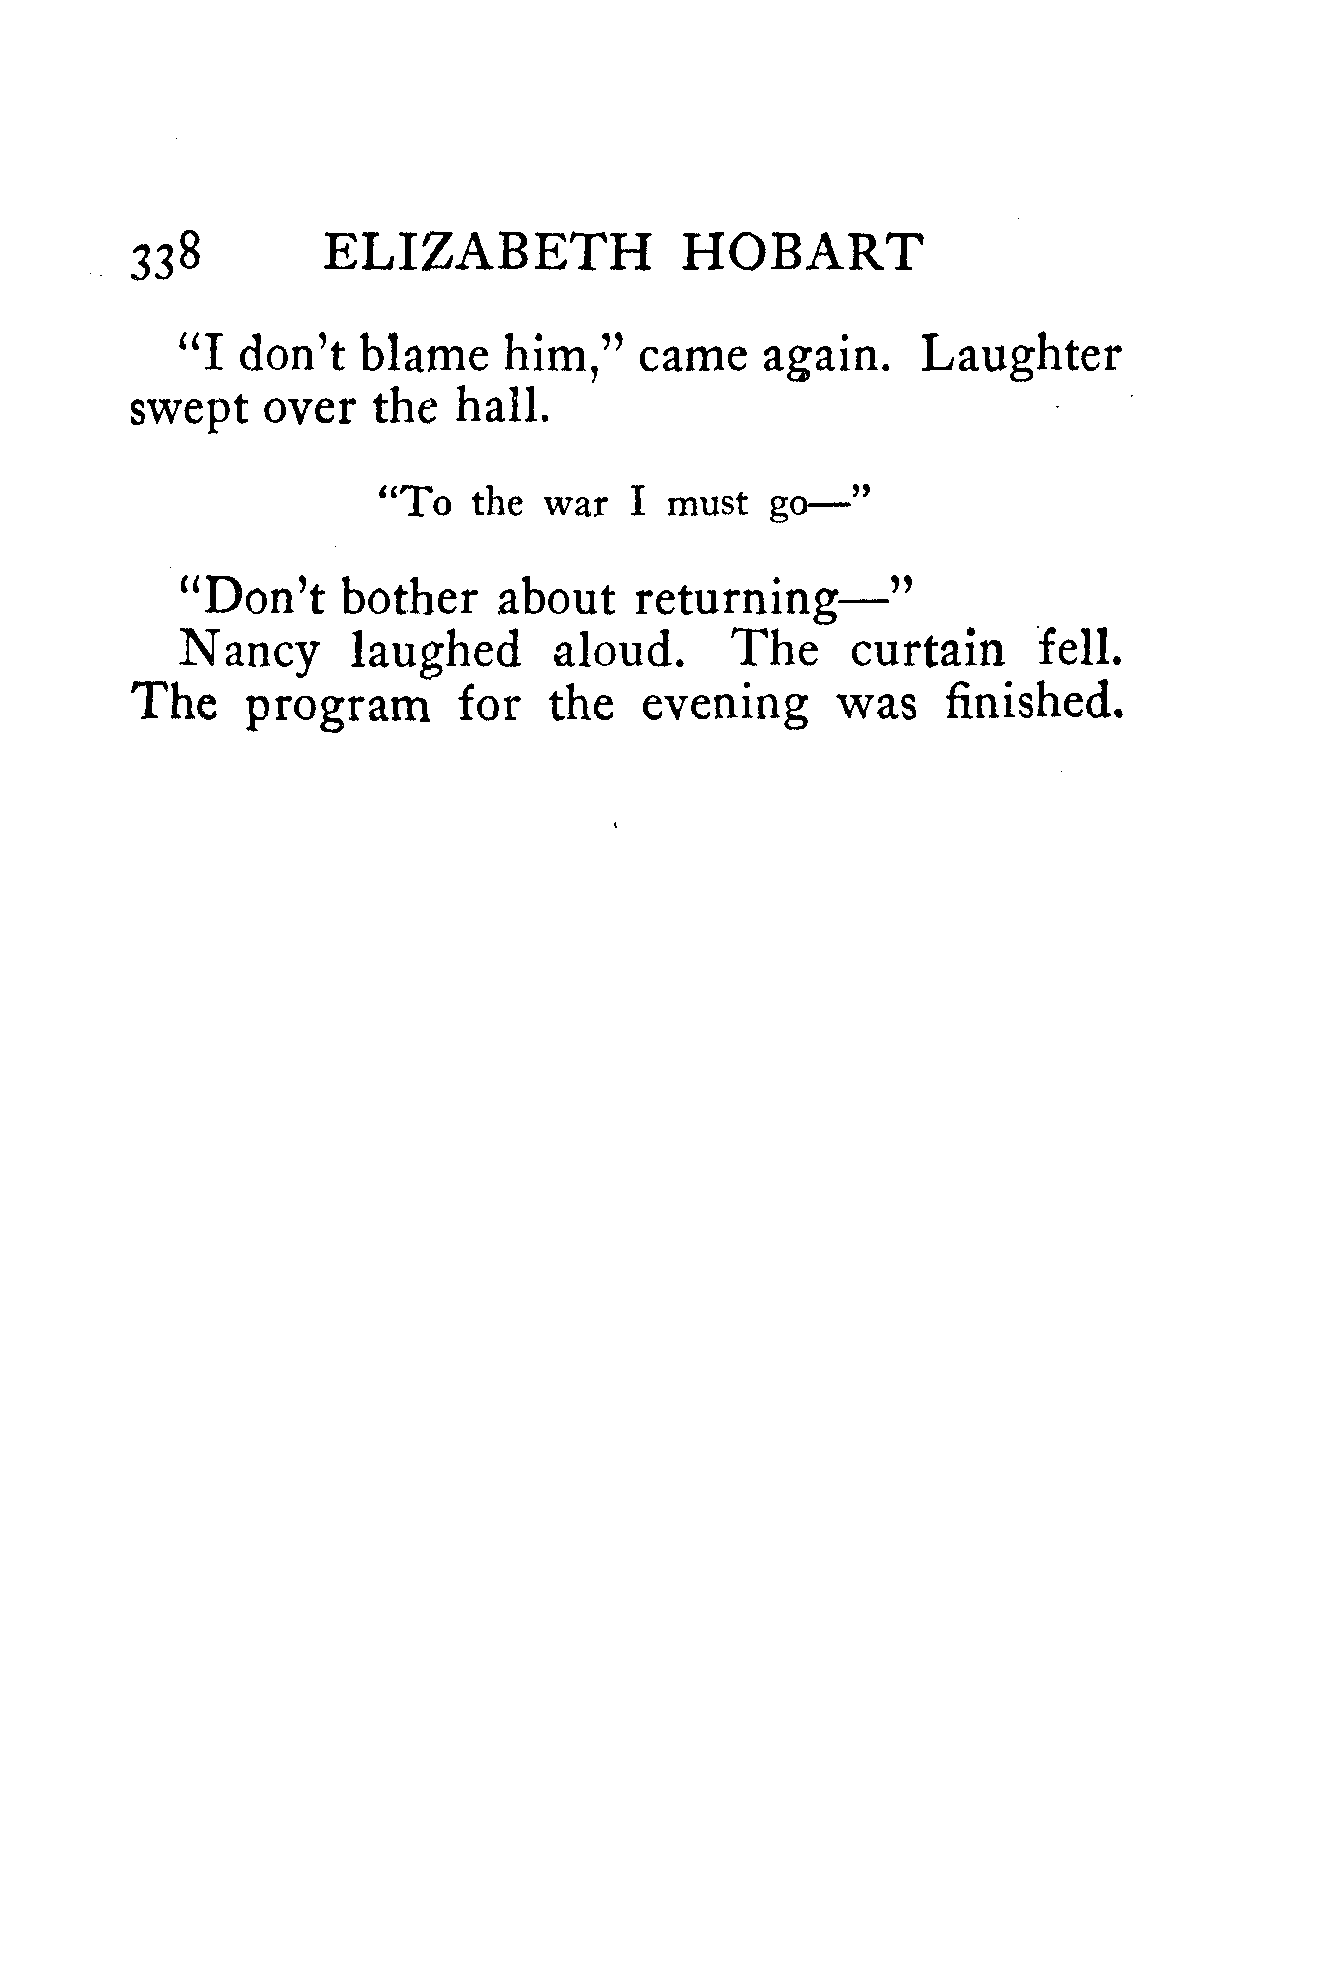 338 ELIZABETH HOBART
"I don't blame him," came again. Laughter
swept over the hall.
"To the war I must go—"
"Don't bother about returning—"
Nancy laughed aloud. The curtain fell.
The program for the evening was finished.